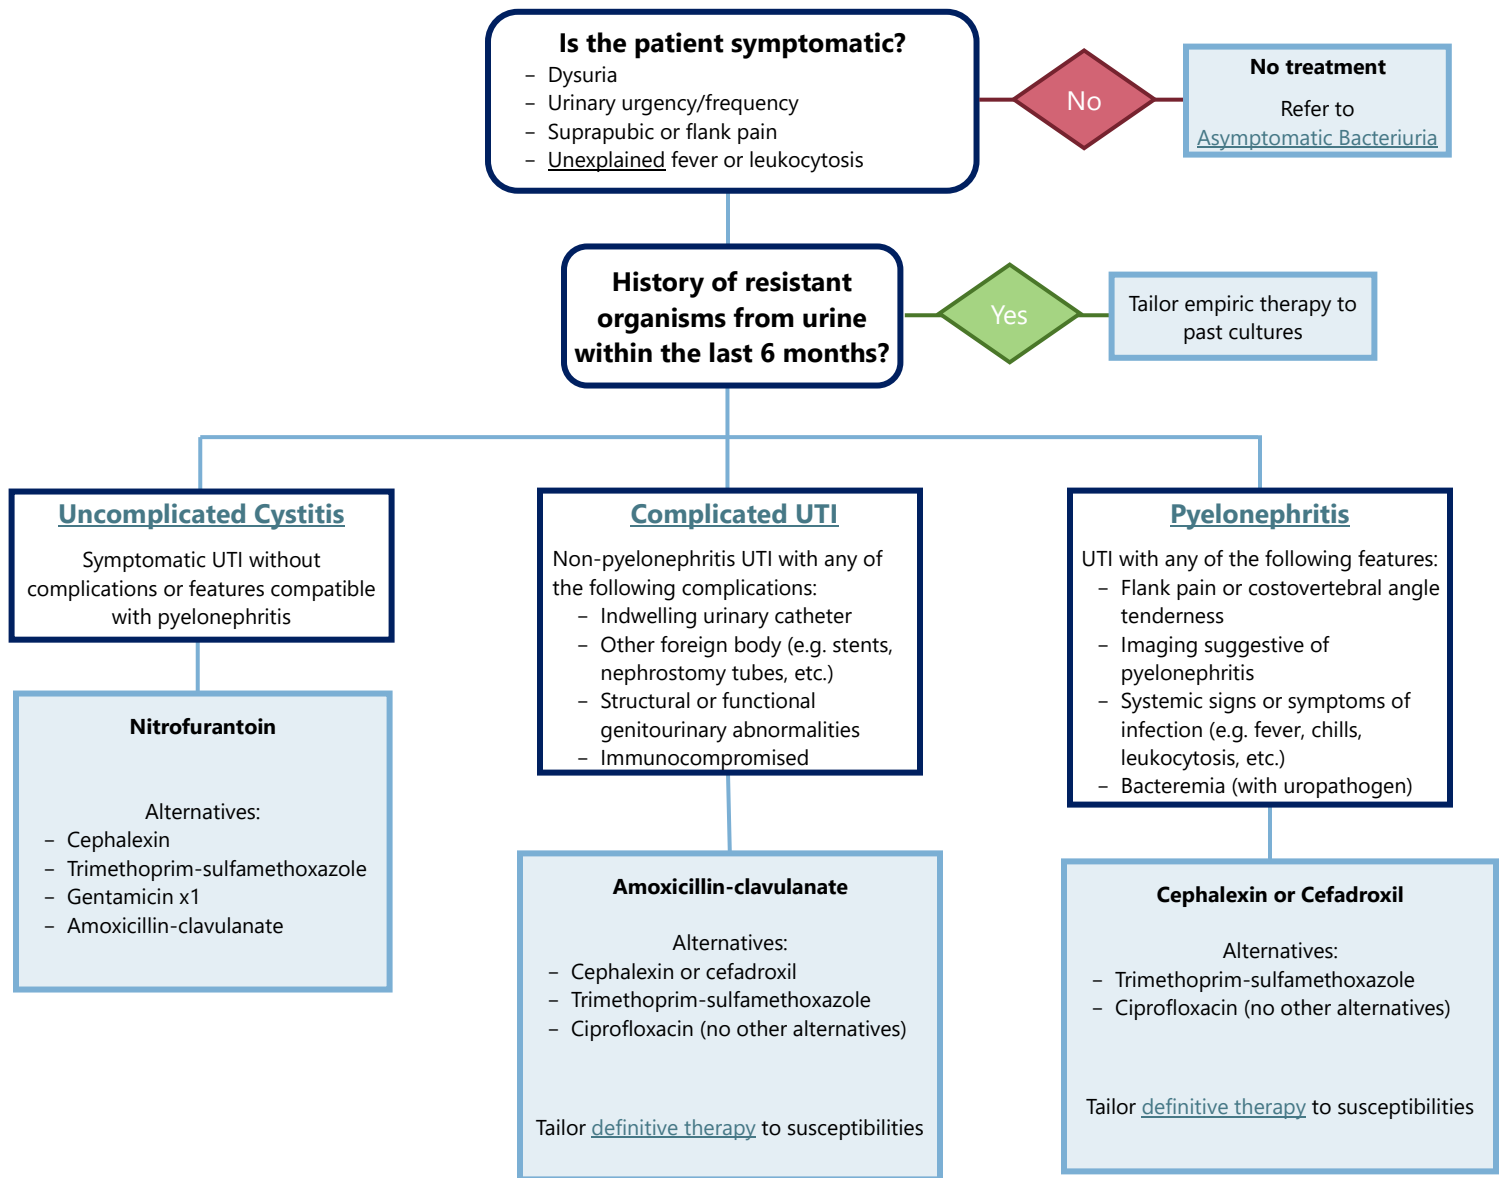 Is the patient symptomatic?
– Dysuria
– Urinary urgency/frequency
– Suprapubic or flank pain
– Unexplained fever or leukocytosis
No
No treatment
Refer to
Asymptomatic Bacteriuria
History of resistant
organisms from urine
within the last 6 months?
Yes
Tailor empiric therapy to
past cultures
Uncomplicated Cystitis
Symptomatic UTI without
complications or features compatible
with pyelonephritis
Nitrofurantoin
Alternatives:
– Cephalexin
– Trimethoprim-sulfamethoxazole
– Gentamicin x1
– Amoxicillin-clavulanate
Complicated UTI
Non-pyelonephritis UTI with any of
the following complications:
– Indwelling urinary catheter
– Other foreign body (e.g. stents,
nephrostomy tubes, etc.)
– Structural or functional
genitourinary abnormalities
– Immunocompromised
Amoxicillin-clavulanate
Alternatives:
– Cephalexin or cefadroxil
– Trimethoprim-sulfamethoxazole
– Ciprofloxacin (no other alternatives)
Tailor definitive therapy to susceptibilities
Pyelonephritis
UTI with any of the following features:
– Flank pain or costovertebral angle
tenderness
– Imaging suggestive of
pyelonephritis
– Systemic signs or symptoms of
infection (e.g. fever, chills,
leukocytosis, etc.)
– Bacteremia (with uropathogen)
Cephalexin or Cefadroxil
Alternatives:
– Trimethoprim-sulfamethoxazole
– Ciprofloxacin (no other alternatives)
Tailor definitive therapy to susceptibilities